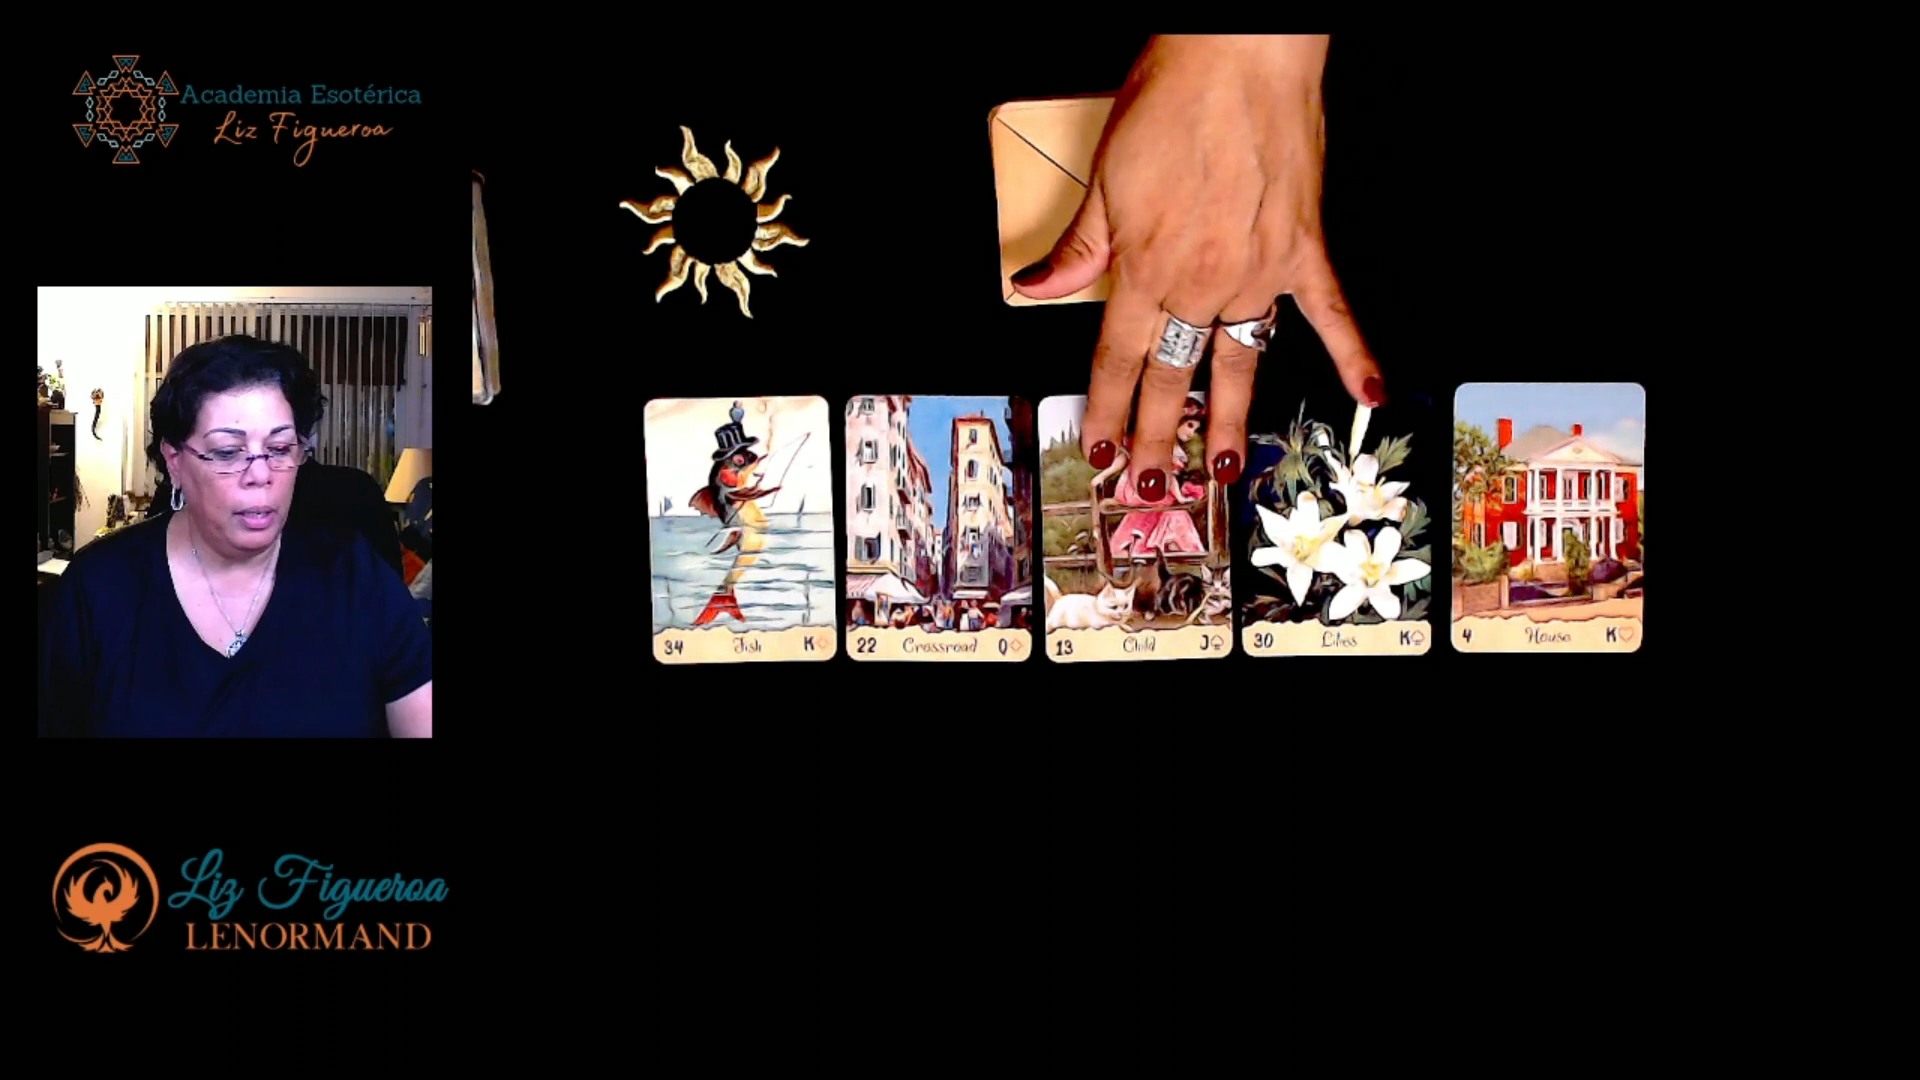 Academia Esotérica
Liz Figueroa
34 Fish K
22 Crossroad Q
13 Child J
30 Lilies K
4 House K
Liz Figueroa
LENORMAND